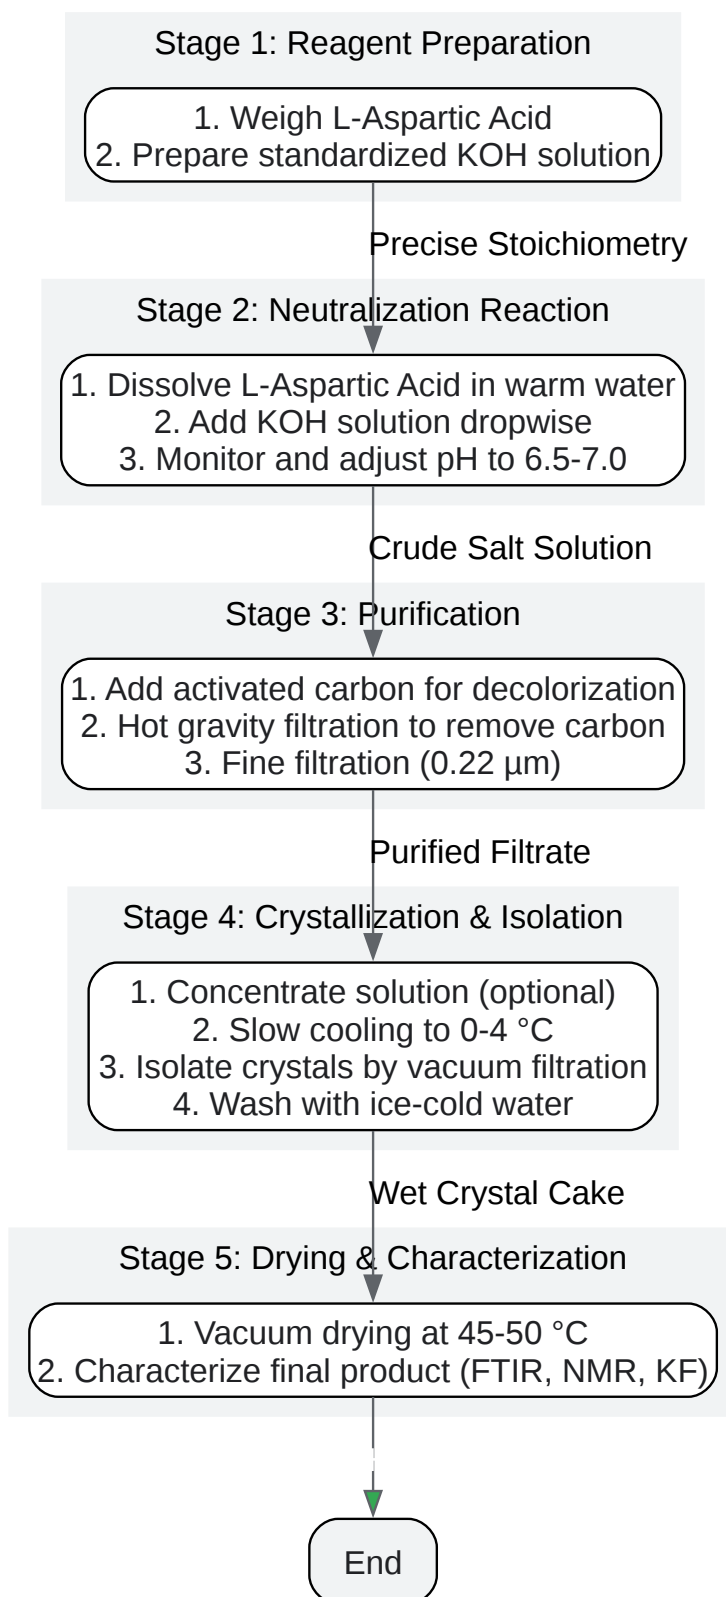 Stage 1: Reagent Preparation
1. Weigh L-Aspartic Acid
2. Prepare standardized KOH solution
Precise Stoichiometry
Stage 2: Neutralization Reaction
1. Dissolve L-Aspartic Acid in warm water
2. Add KOH solution dropwise
3. Monitor and adjust pH to 6.5-7.0
Crude Salt Solution
Stage 3: Purification
1. Add activated carbon for decolorization
2. Hot gravity filtration to remove carbon
3. Fine filtration (0.22 µm)
Purified Filtrate
Stage 4: Crystallization & Isolation
1. Concentrate solution (optional)
2. Slow cooling to 0-4 °C
3. Isolate crystals by vacuum filtration
4. Wash with ice-cold water
Wet Crystal Cake
Stage 5: Drying & Characterization
1. Vacuum drying at 45-50 °C
2. Characterize final product (FTIR, NMR, KF)
End